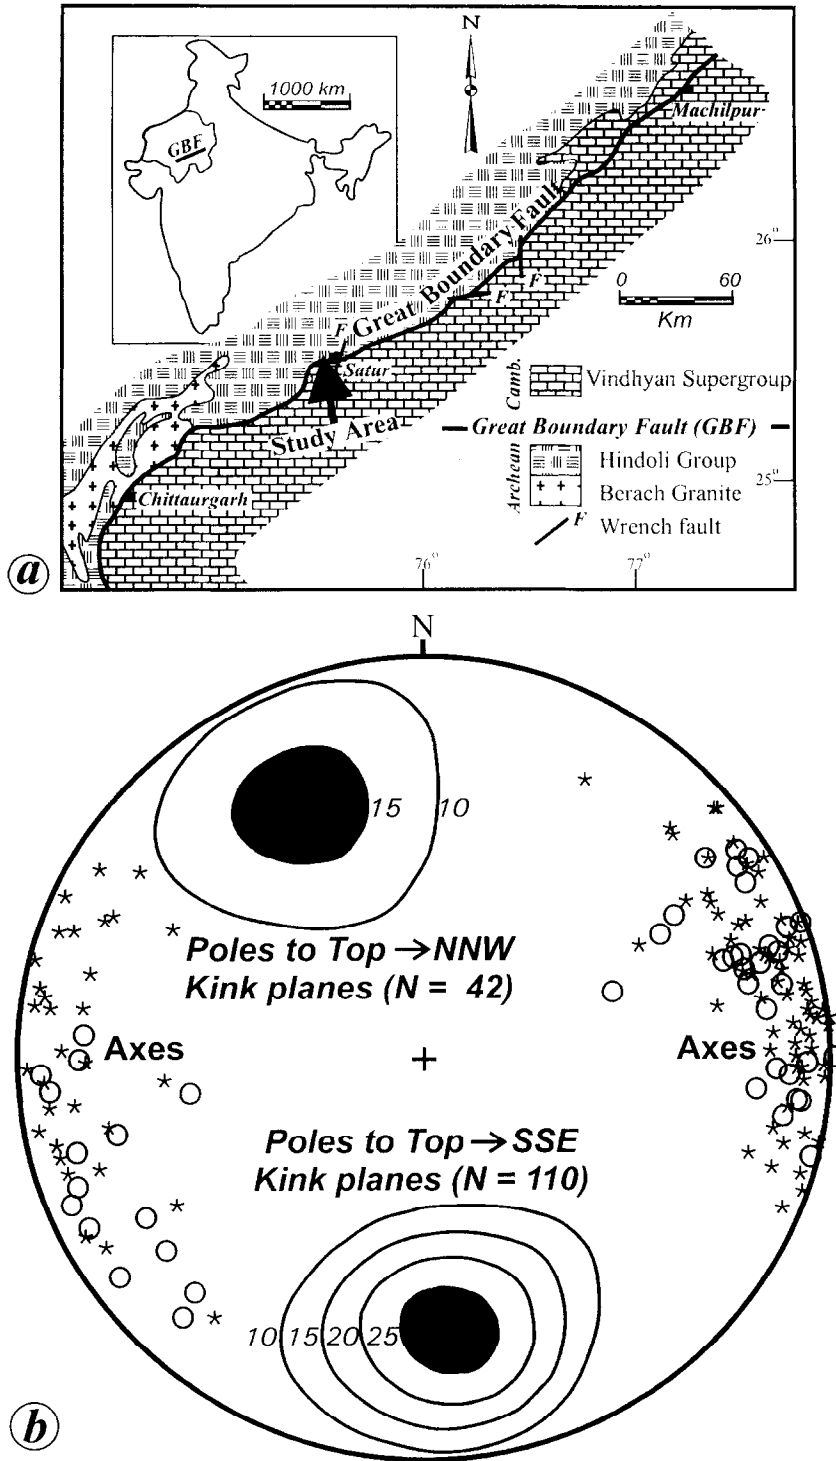 N
1000 km
GBF
Machilpur
Great Boundary Fault
26°
F
F
F
0 60
Km
Satur
Study Area
Camb.
Vindhyan Supergroup
Great Boundary Fault (GBF)
Archean
Hindoli Group
Berach Granite
F Wrench fault
25°
Chittaurgarh
76° 77°
a
N
15 10
Poles to Top →NNW
Kink planes (N = 42)
Axes Axes
+
Poles to Top →SSE
Kink planes (N = 110)
10 15 20 25
b